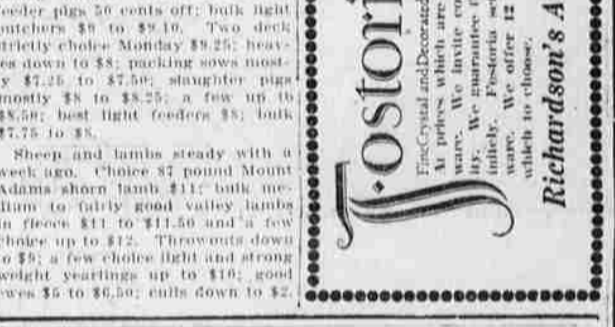 feeder pigs 50 cents off; bulk light
butchers $9 to $9.10. Two deck
strictly choice Monday $9.25; heav-
es down to $8; packing sows most-
y $7.25 to $7.50; slaughter pigs
mostly $8 to $8.25; a few up to
$8.50; best light feeders $8; bulk
$7.75 to $8.
Sheep and lambs steady with a
week ago. Choice 87 pound Mount
Adams shorn lamb $11; bulk me-
dium to fairly good valley lambs
in fleece $11 to $11.50 and a few
choice up to $12. Throwouts down
to $9; a few choice light and strong
weight yearlings up to $10; good
ewes $5 to $6.50; culls down to $2.
Fostori
Fine Crystal and Decorated
At prices which are
ware. We invite co
ity. We guarantee f
initely. Fostoria se
ware. We offer 12
which to choose.
Richardson's A